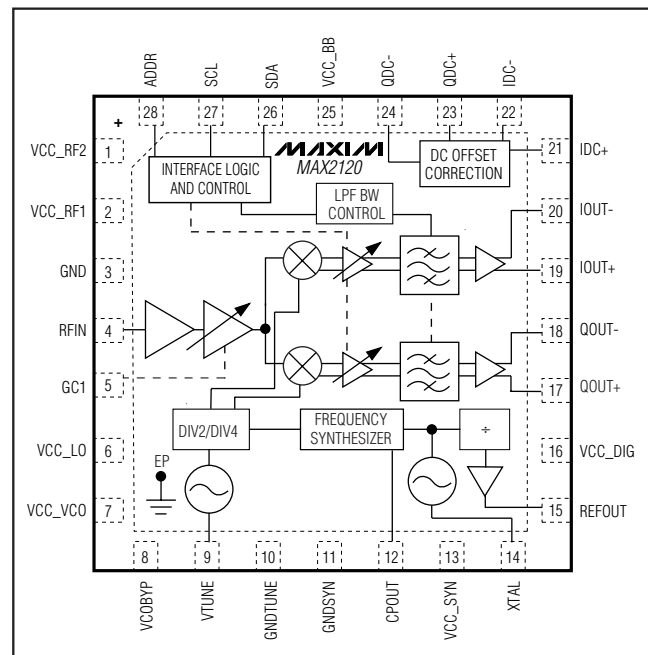 ADDR
SCL
SDA
VCC_BB
QDC-
QDC+
IDC-
28
27
26
25
24
23
22
+
VCC_RF2
1
MAXIM
MAX2120
INTERFACE LOGIC
AND CONTROL
DC OFFSET
CORRECTION
21
IDC+
VCC_RF1
2
LPF BW
CONTROL
20
IOUT-
GND
3
19
IOUT+
RFIN
4
18
QOUT-
GC1
5
17
QOUT+
DIV2/DIV4
FREQUENCY
SYNTHESIZER
÷
VCC_LO
6
EP
16
VCC_DIG
VCC_VCO
7
15
REFOUT
8
9
10
11
12
13
14
VCOBYP
VTUNE
GNDTUNE
GNDSYN
CPOUT
VCC_SYN
XTAL